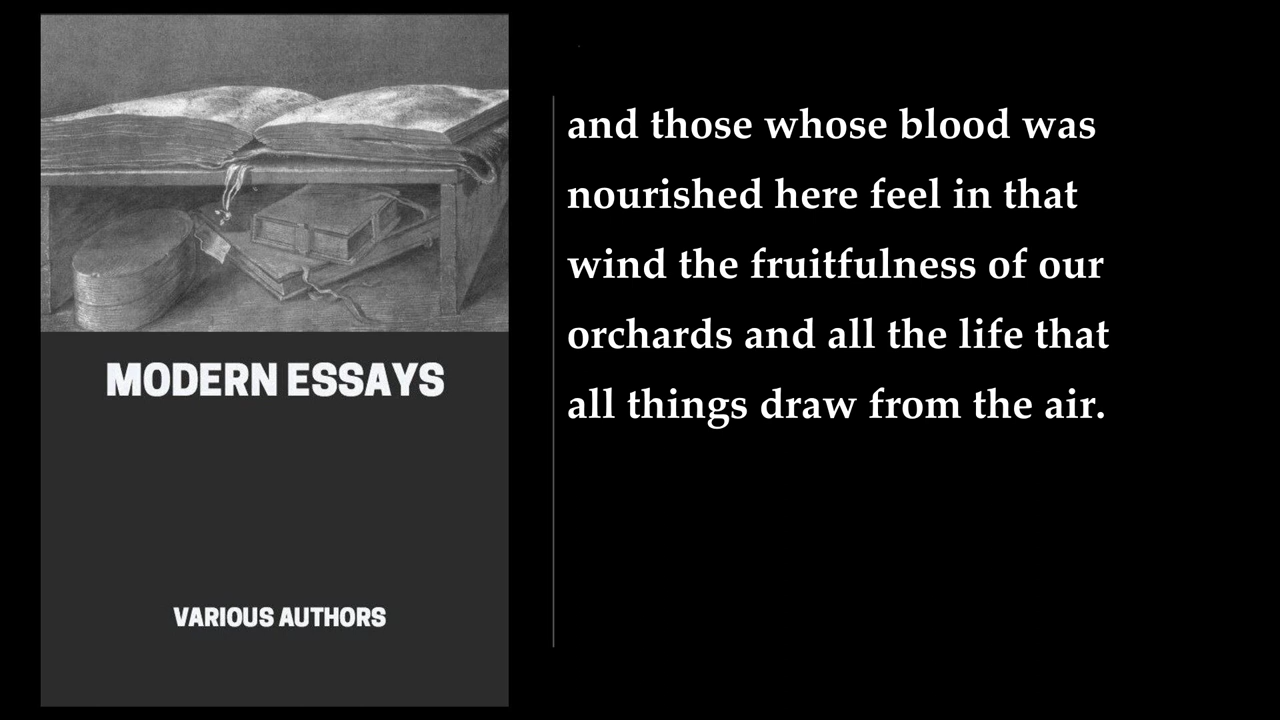 MODERN ESSAYS
VARIOUS AUTHORS
and those whose blood was
nourished here feel in that
wind the fruitfulness of our
orchards and all the life that
all things draw from the air.